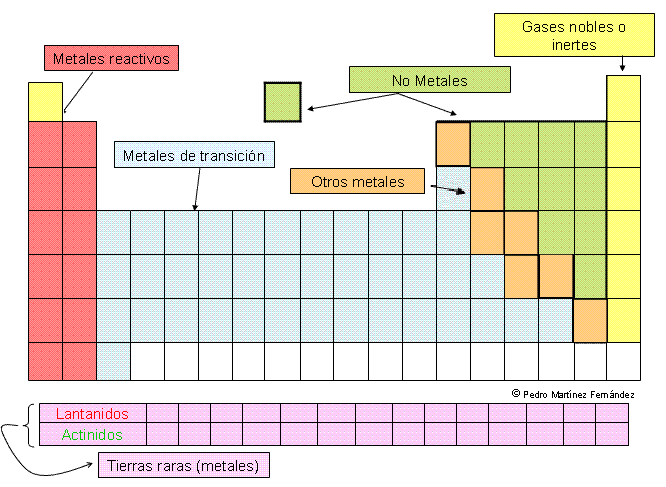 Gases nobles o
inertes
Metales reactivos
No Metales
Metales de transición
Otros metales
© Pedro Martínez Fernández
Lantanidos
Actinidos
Tierras raras (metales)